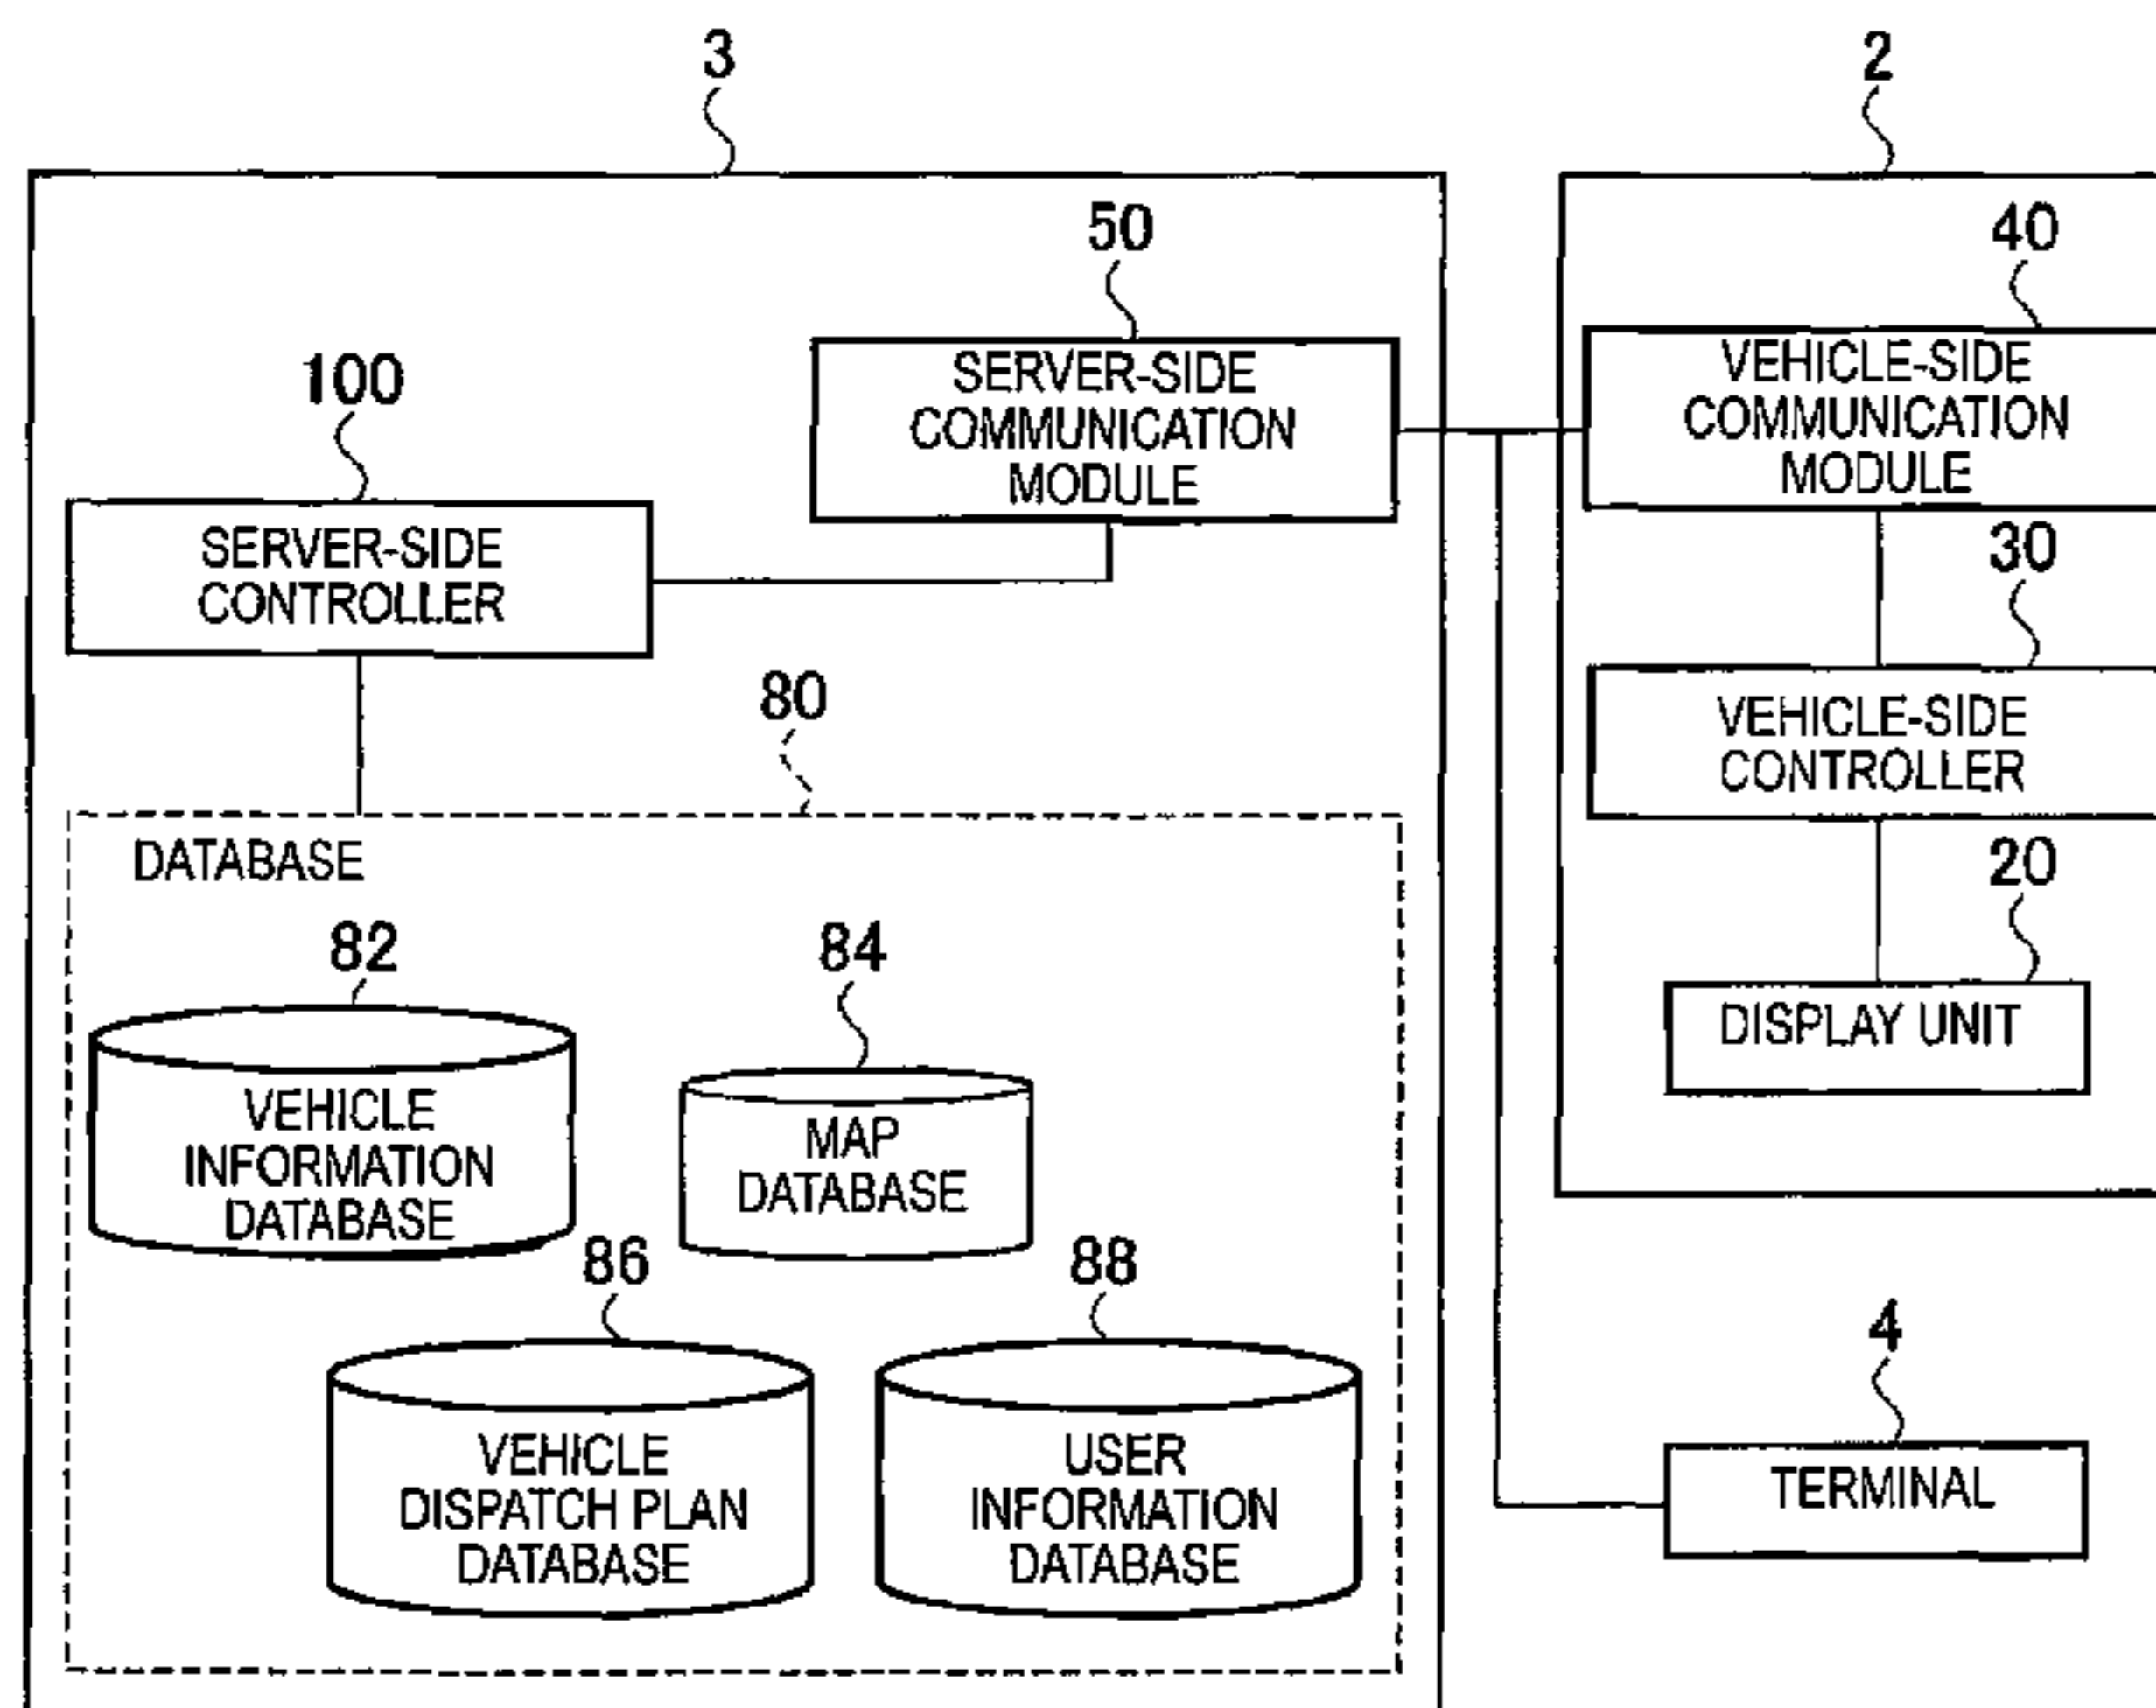 3
2
50
40
100
SERVER-SIDE
COMMUNICATION
MODULE
VEHICLE-SIDE
COMMUNICATION
MODULE
SERVER-SIDE
CONTROLLER
30
80
VEHICLE-SIDE
CONTROLLER
DATABASE
20
82
84
DISPLAY UNIT
VEHICLE
INFORMATION
DATABASE
MAP
DATABASE
86
88
4
VEHICLE
DISPATCH PLAN
DATABASE
USER
INFORMATION
DATABASE
TERMINAL